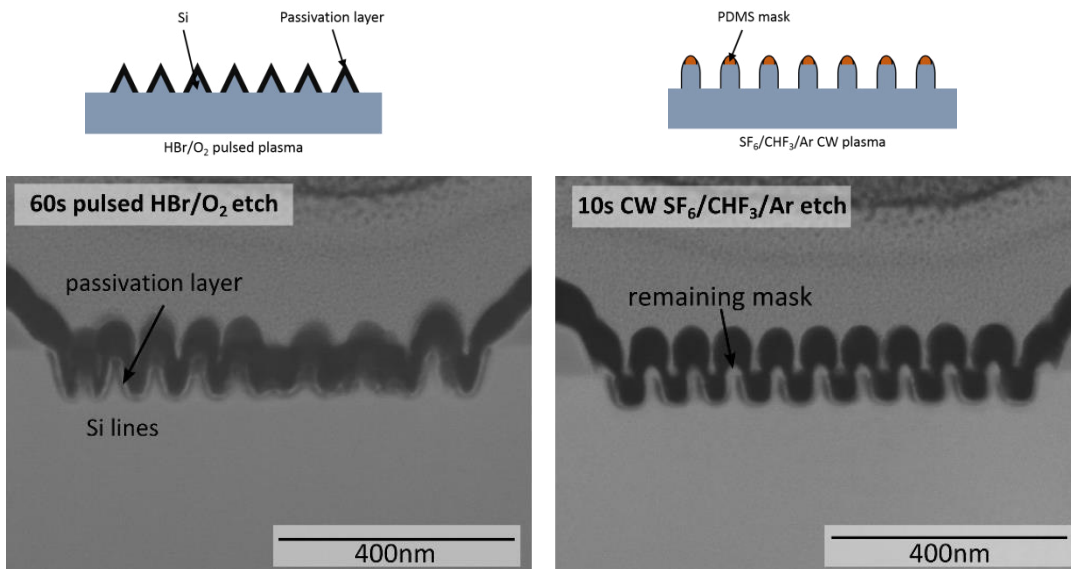 Si
Passivation layer
HBr/O₂ pulsed plasma
PDMS mask
SF₆/CHF₃/Ar CW plasma
60s pulsed HBr/O₂ etch
passivation layer
Si lines
400nm
10s CW SF₆/CHF₃/Ar etch
remaining mask
400nm